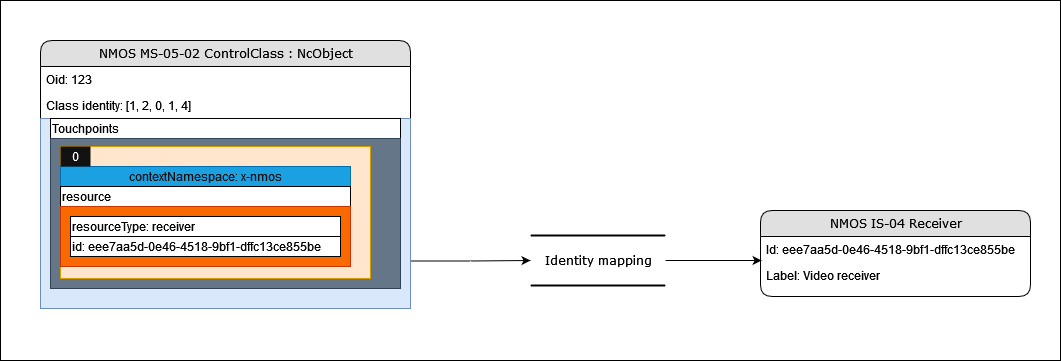 NMOS MS-05-02 ControlClass : NcObject
Oid: 123
Class identity: [1, 2, 0, 1, 4]
Touchpoints
0
contextNamespace: x-nmos
resource
resourceType: receiver
id: eee7aa5d-0e46-4518-9bf1-dffc13ce855be
Identity mapping
NMOS IS-04 Receiver
Id: eee7aa5d-0e46-4518-9bf1-dffc13ce855be
Label: Video receiver